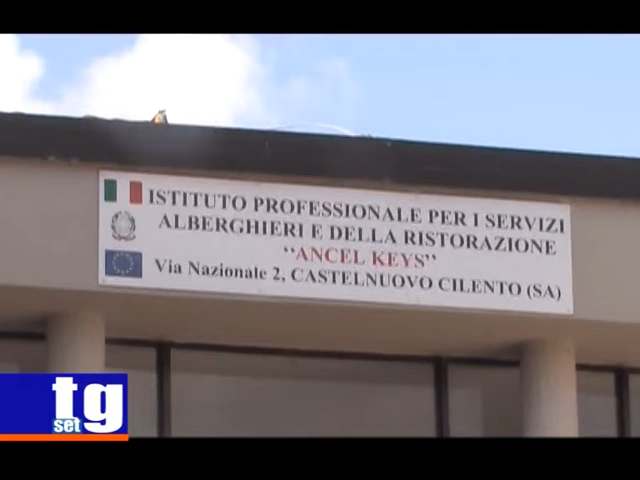 ISTITUTO PROFESSIONALE PER I SERVIZI
ALBERGHIERI E DELLA RISTORAZIONE
"ANCEL KEYS"
Via Nazionale 2, CASTELNUOVO CILENTO (SA)
tg
set